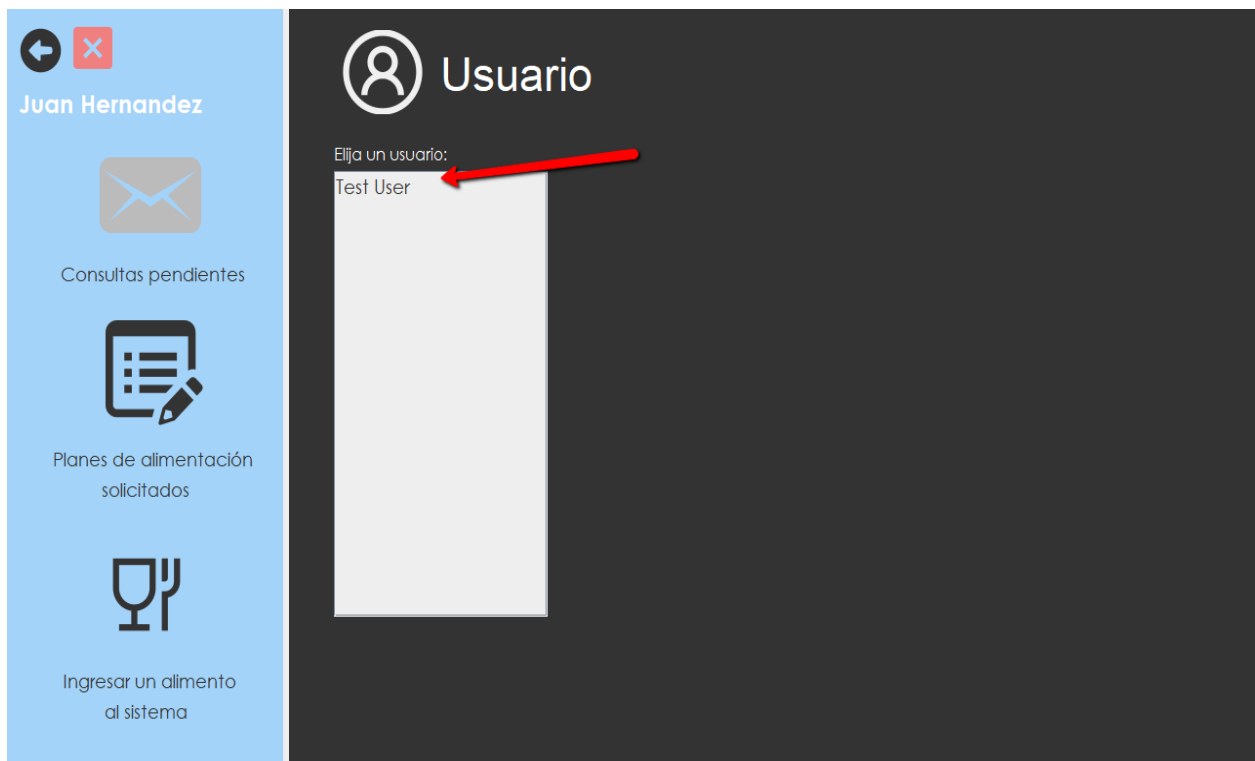 Juan Hernandez
Consultas pendientes
Planes de alimentación
solicitados
Ingresar un alimento
al sistema
Usuario
Elija un usuario:
Test User